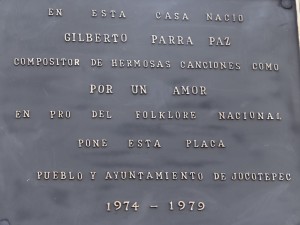 EN ESTA CASA NACIO
GILBERTO PARRA PAZ
COMPOSITOR DE HERMOSAS CANCIONES COMO
POR UN AMOR
EN PRO DEL FOLKLORE NACIONAL
PONE ESTA PLACA
PUEBLO Y AYUNTAMIENTO DE JOCOTEPEC
1974 - 1979